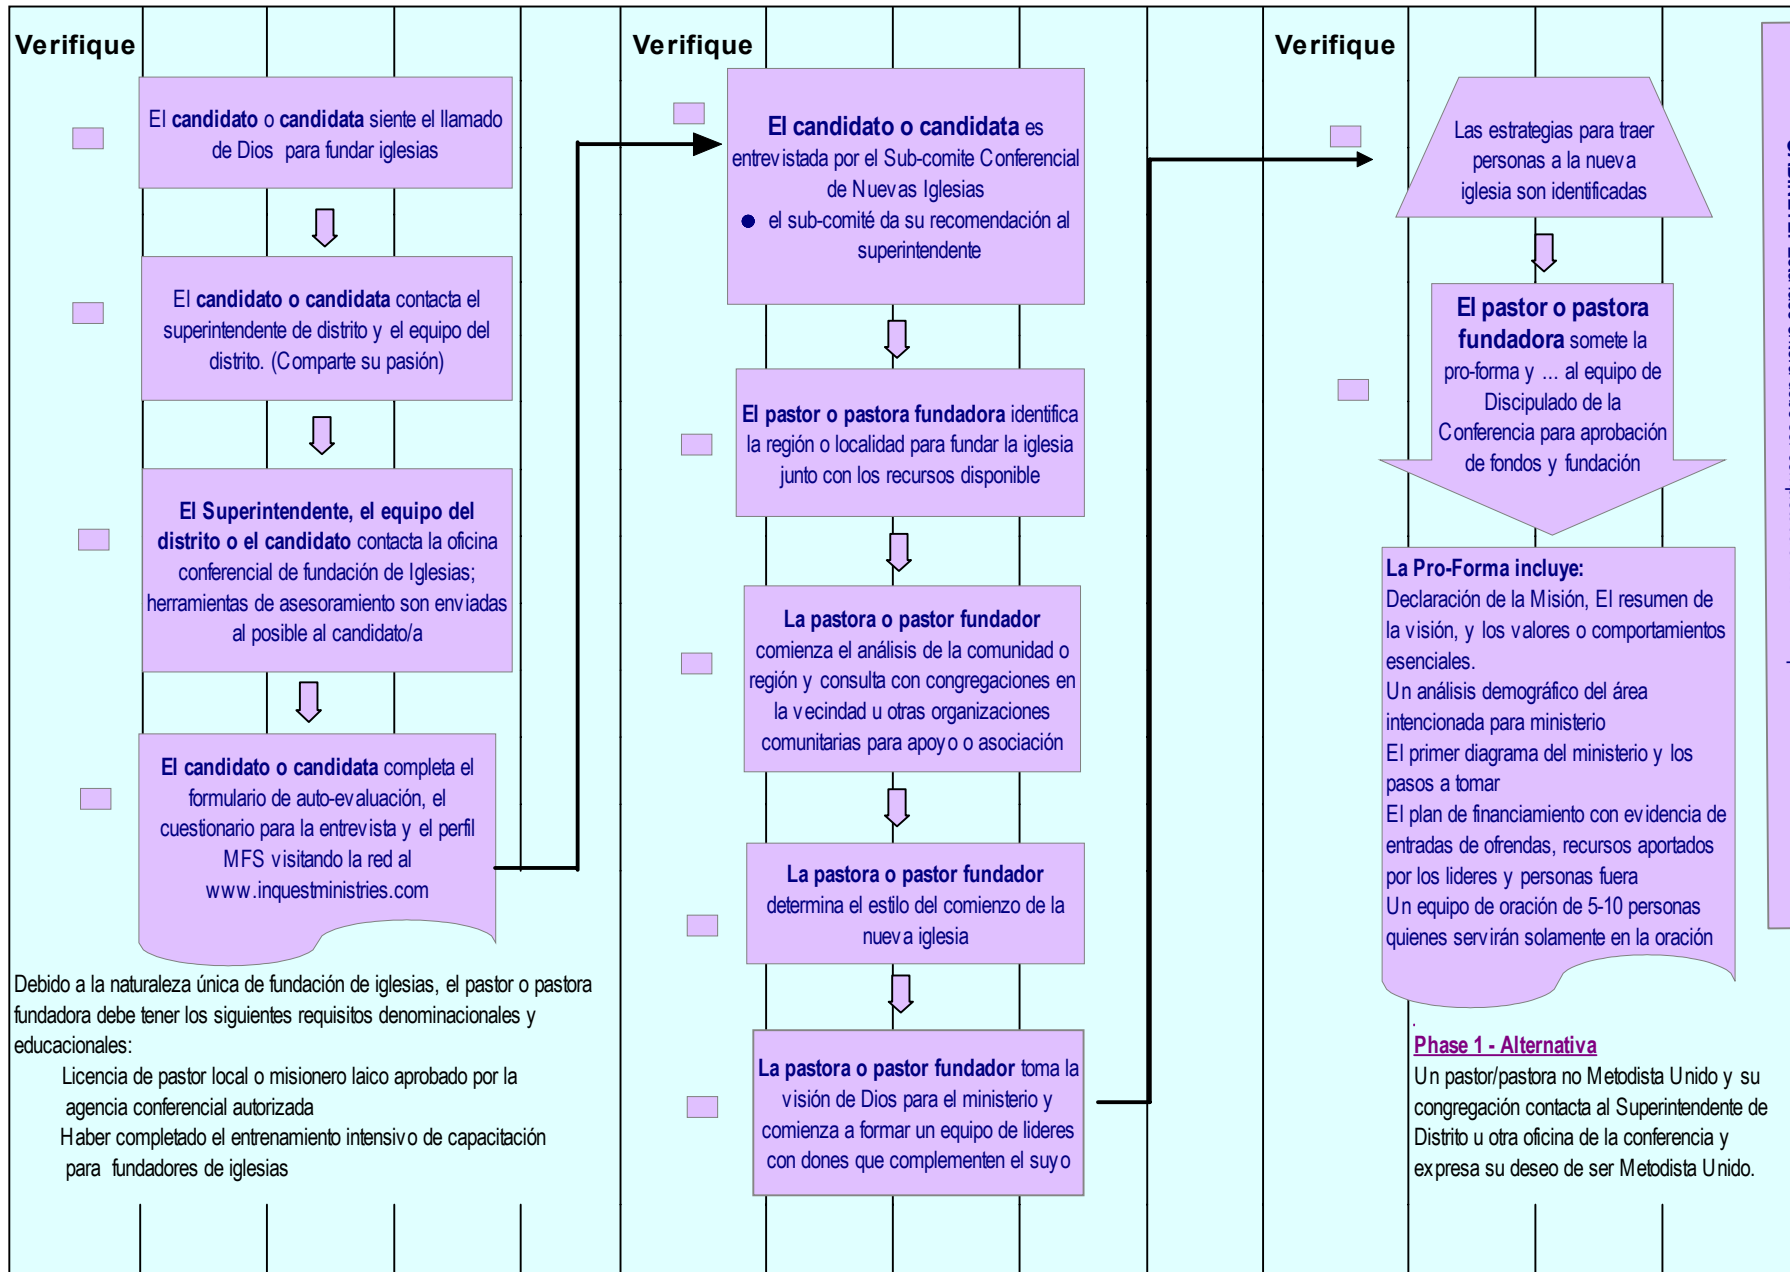 Verifique
El candidato o candidata siente el llamado
de Dios para fundar iglesias
El candidato o candidata contacta el
superintendente de distrito y el equipo del
distrito. (Comparte su pasión)
El Superintendente, el equipo del
distrito o el candidato contacta la oficina
conferencial de fundación de Iglesias;
herramientas de asesoramiento son enviadas
al posible al candidato/a
El candidato o candidata completa el
formulario de auto-evaluación, el
cuestionario para la entrevista y el perfil
MFS visitando la red al
www.inquestministries.com
Debido a la naturaleza única de fundación de iglesias, el pastor o pastora
fundadora debe tener los siguientes requisitos denominacionales y
educacionales:
Licencia de pastor local o misionero laico aprobado por la
agencia conferencial autorizada
Haber completado el entrenamiento intensivo de capacitación
para fundadores de iglesias
Verifique
El candidato o candidata es
entrevistada por el Sub-comite Conferencial
de Nuevas Iglesias
● el sub-comité da su recomendación al
superintendente
El pastor o pastora fundadora identifica
la región o localidad para fundar la iglesia
junto con los recursos disponible
La pastora o pastor fundador
comienza el análisis de la comunidad o
región y consulta con congregaciones en
la vecindad u otras organizaciones
comunitarias para apoyo o asociación
La pastora o pastor fundador
determina el estilo del comienzo de la
nueva iglesia
La pastora o pastor fundador toma la
visión de Dios para el ministerio y
comienza a formar un equipo de lideres
con dones que complementen el suyo
Verifique
Las estrategias para traer
personas a la nueva
iglesia son identificadas
El pastor o pastora
fundadora somete la
pro-forma y ... al equipo de
Discipulado de la
Conferencia para aprobación
de fondos y fundación
La Pro-Forma incluye:
Declaración de la Misión, El resumen de
la visión, y los valores o comportamientos
esenciales.
Un análisis demográfico del área
intencionada para ministerio
El primer diagrama del ministerio y los
pasos a tomar
El plan de financiamiento con evidencia de
entradas de ofrendas, recursos aportados
por los lideres y personas fuera
Un equipo de oración de 5-10 personas
quienes servirán solamente en la oración
.
Phase 1 - Alternativa
Un pastor/pastora no Metodista Unido y su
congregación contacta al Superintendente de
Distrito u otra oficina de la conferencia y
expresa su deseo de ser Metodista Unido.